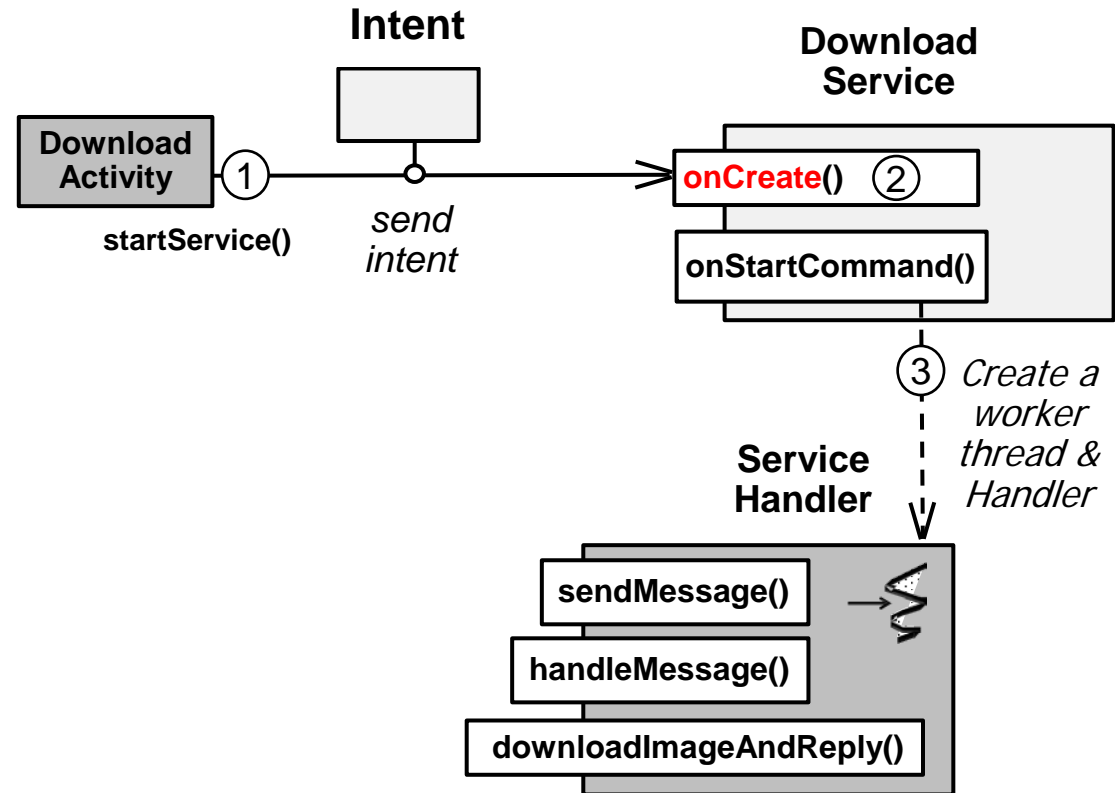 Intent
Download
Service
Download
Activity
1
startService()
send
intent
onCreate() 2
onStartCommand()
3
Create a
worker
thread &
Handler
Service
Handler
sendMessage()
handleMessage()
downloadImageAndReply()